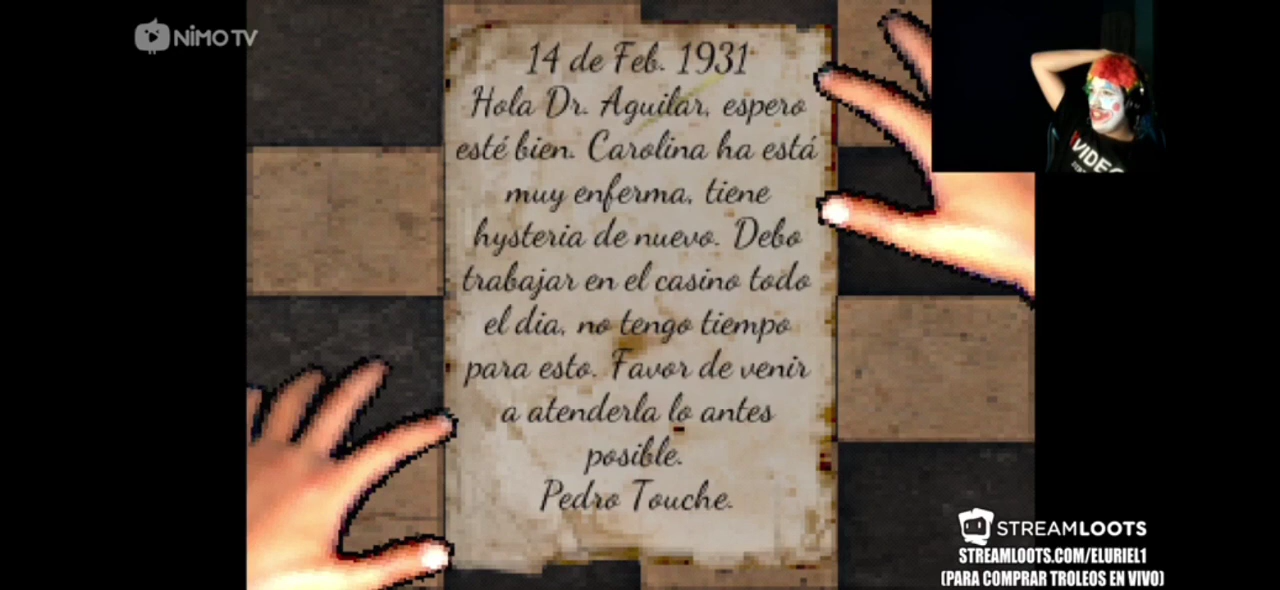 NIMO TV
14 de Feb. 1931
Hola Dr. Aguilar, espero
esté bien. Carolina ha está
muy enferma, tiene
hysteria de nuevo. Debo
trabajar en el casino todo
el dia, no tengo tiempo
para esto. Favor de venir
a atenderla lo antes
posible.
Pedro Touche.
VIDEO
STREAMLOOTS
STREAMLOOTS.COM/ELURIEL1
(PARA COMPRAR TROLEOS EN VIVO)